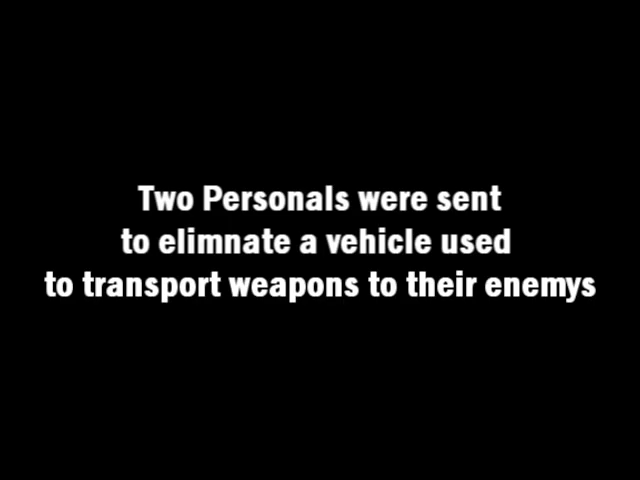 Two Personals were sent
to elimnate a vehicle used
to transport weapons to their enemys